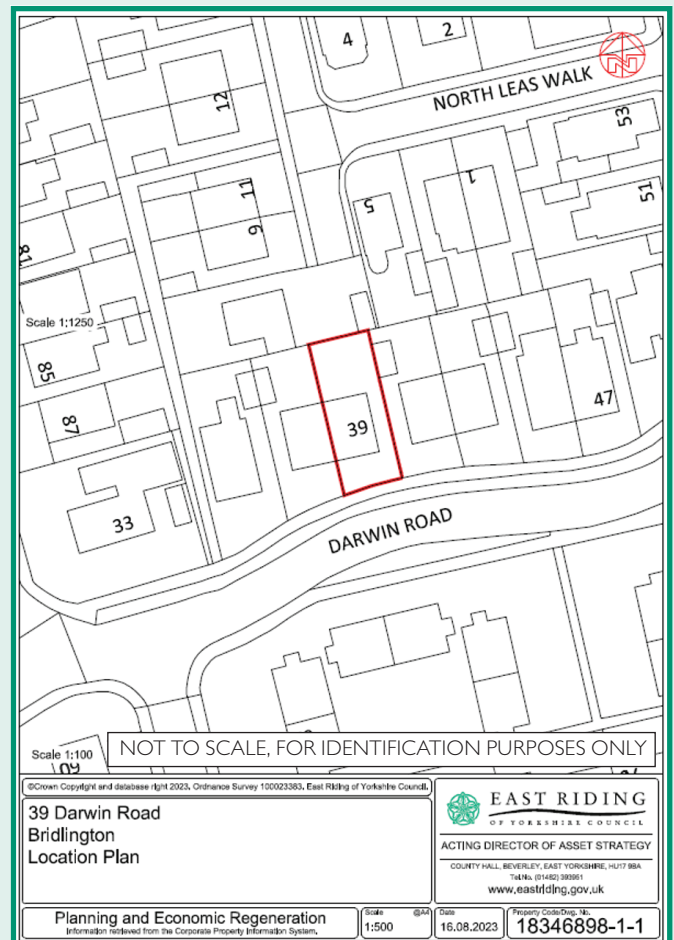 4
2
NORTH LEAS WALK
12
53
11
9
5
1
51
81
Scale 1:1250
85
87
39
47
33
DARWIN ROAD
Scale 1:100
NOT TO SCALE, FOR IDENTIFICATION PURPOSES ONLY
©Crown Copyright and database right 2023. Ordnance Survey 100023383. East Riding of Yorkshire Council.
39 Darwin Road
Bridlington
Location Plan
EAST RIDING
OF YORKSHIRE COUNCIL
ACTING DIRECTOR OF ASSET STRATEGY
COUNTY HALL, BEVERLEY, EAST YORKSHIRE, HU17 9BA
Tel.No. (01482) 393951
www.eastriding.gov.uk
Planning and Economic Regeneration
Information retrieved from the Corporate Property Information System.
Scale @A4
1:500
Date
16.08.2023
Property Code/Drg. No.
18346898-1-1